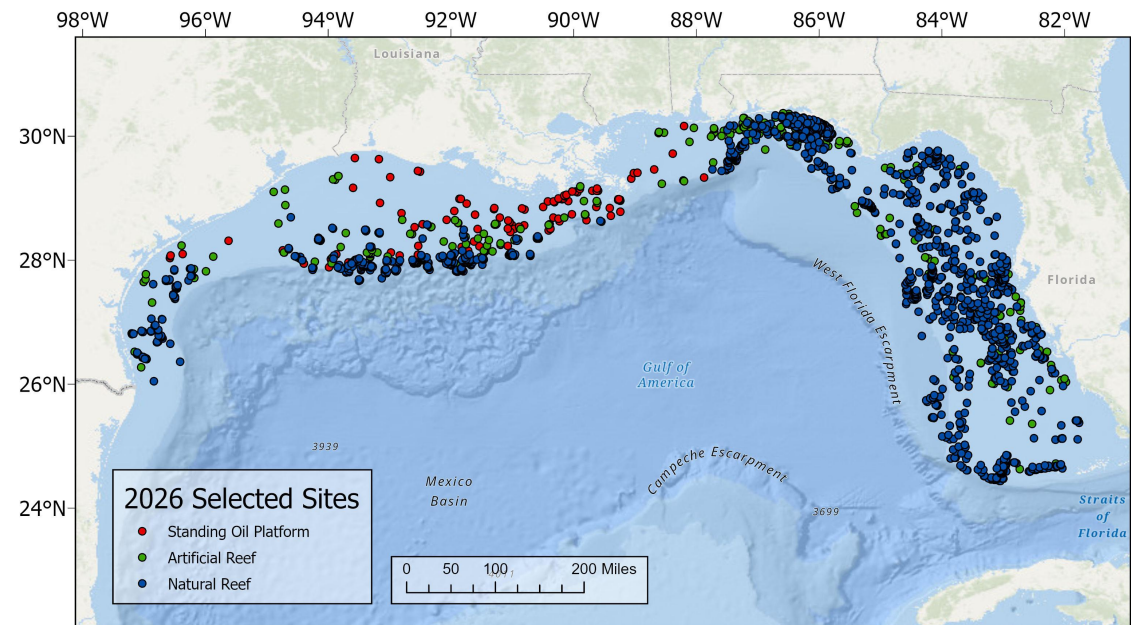 98°W 96°W 94°W 92°W 90°W 88°W 86°W 84°W 82°W
Louisiana
30°N
28°N
Florida
West Florida Escarpment
Gulf of
America
26°N
3939
Campeche Escarpment
Mexico
Basin
24°N
3699
Straits
of
Florida
2026 Selected Sites
Standing Oil Platform
Artificial Reef
Natural Reef
0 50 100 200 Miles